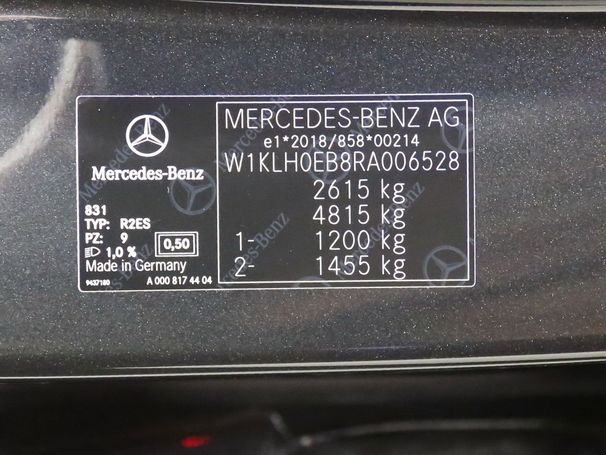 Mercedes-Benz
831
TYP: R2ES
PZ: 9
1,0 %
0,50
Made in Germany
9437180 A 000 817 44 04
MERCEDES-BENZ AG
e1*2018/858*00214
W1KLH0EB8RA006528
2615 kg
4815 kg
1- 1200 kg
2- 1455 kg